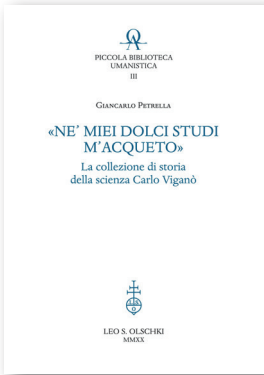 PICCOLA BIBLIOTECA
UMANISTICA
III
GIANCARLO PETRELLA
«NE’ MIEI DOLCI STUDI
M’ACQUETO»
La collezione di storia
della scienza Carlo Viganò
LEO S. OLSCHKI
MMXX